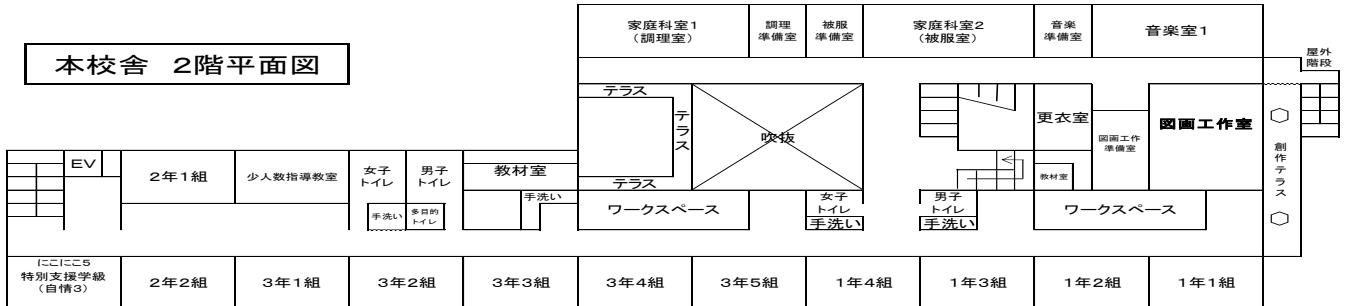 本校舎 2階平面図
家庭科室1
(調理室)
調理
準備室
被服
準備室
家庭科室2
(被服室)
音楽
準備室
音楽室1
屋外
階段
テラス
テラス
テラス
吹抜
更衣室
図画工作
準備室
図画工作室
創作テラス
EV
2年1組
少人数指導教室
女子
トイレ
男子
トイレ
手洗い
多目的
トイレ
教材室
手洗い
ワークスペース
女子
トイレ
手洗い
男子
トイレ
手洗い
教材室
ワークスペース
にこにこ5
特別支援学級
(自情3)
2年2組
3年1組
3年2組
3年3組
3年4組
3年5組
1年4組
1年3組
1年2組
1年1組